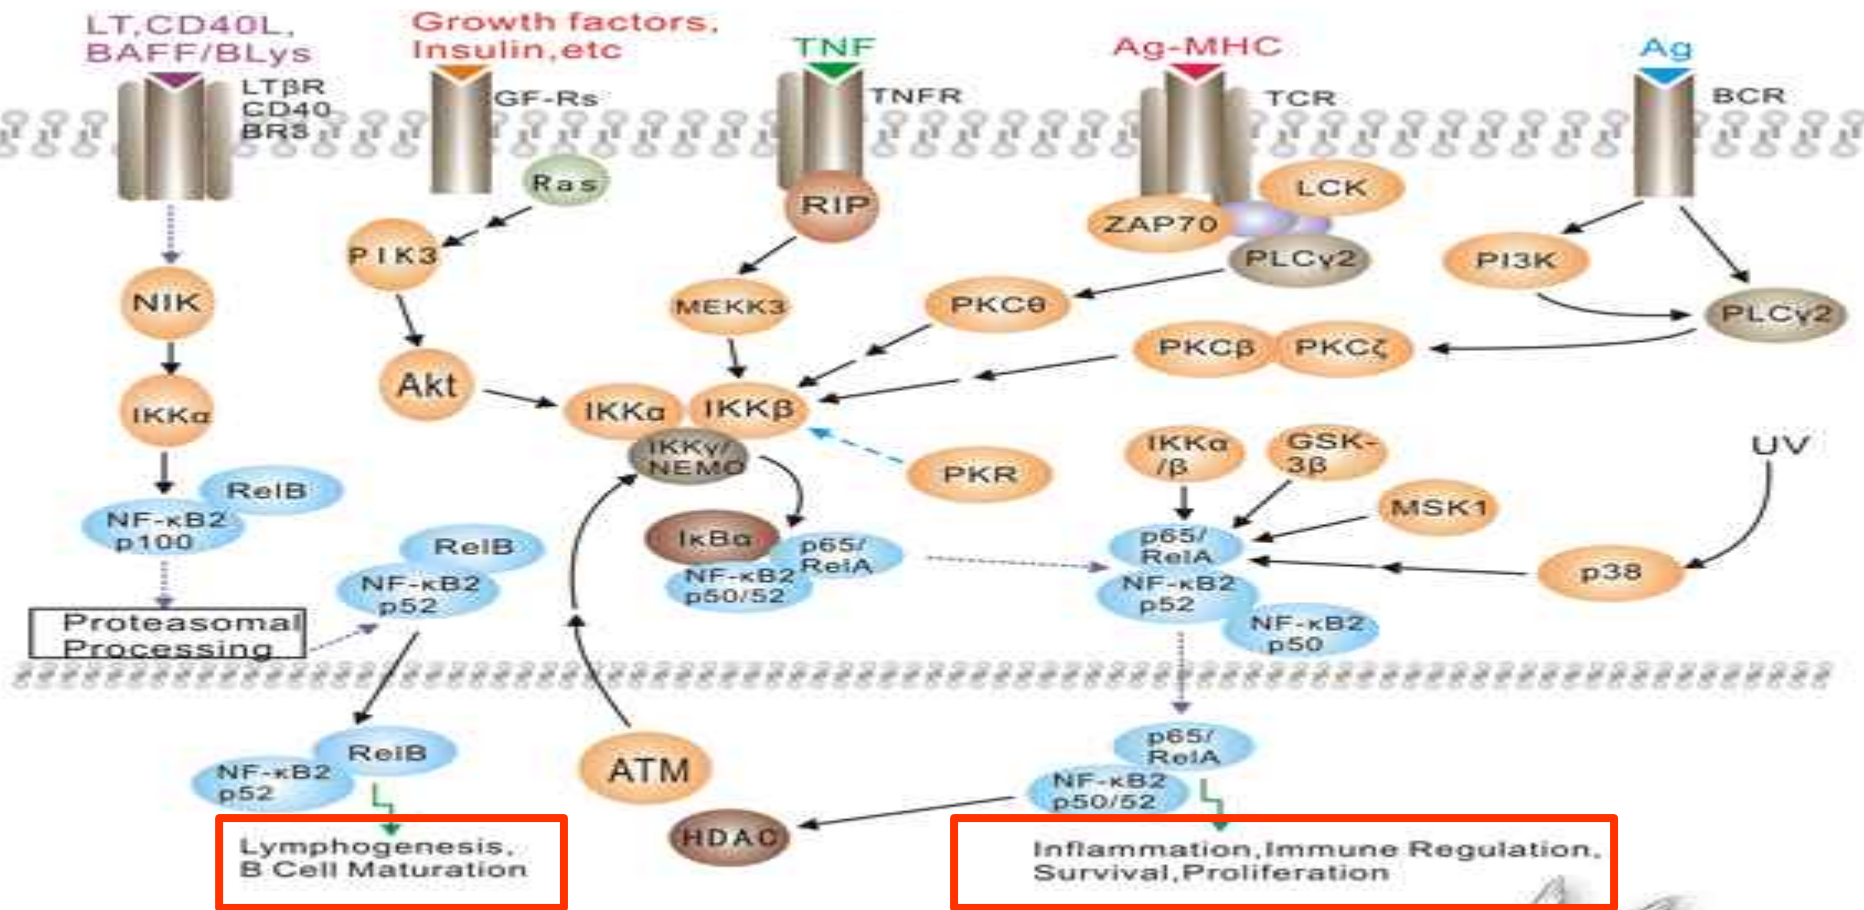 LT,CD40L,
BAFF/BLys
Growth factors,
Insulin,etc
TNF
Ag-MHC
Ag
LTβR
CD40
BR3
GF-Rs
TNFR
TCR
BCR
Ras
RIP
LCK
ZAP70
PLCγ2
PIK3
PI3K
NIK
MEKK3
PKCθ
PLCγ2
PKCβ
PKCζ
Akt
IKKα
IKKα
IKKβ
IKKγ/
NEMO
PKR
IKKα
/β
GSK-
3β
UV
MSK1
RelB
NF-κB2
p100
RelB
NF-κB2
p52
IκBα
p65/
RelA
NF-κB2
p50/52
p65/
RelA
NF-κB2
p52
NF-κB2
p50
p38
Proteasomal
Processing
RelB
NF-κB2
p52
ATM
HDAC
p65/
RelA
NF-κB2
p50/52
Lymphogenesis,
B Cell Maturation
Inflammation,Immune Regulation,
Survival,Proliferation